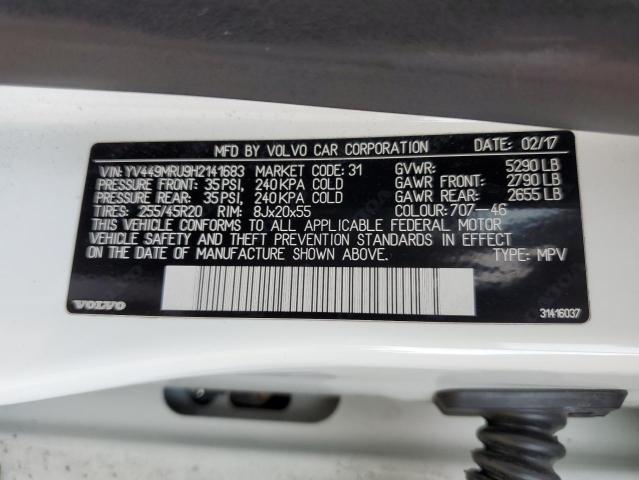 MFD BY VOLVO CAR CORPORATION DATE: 02/17
VIN: YV449MRU9H2141683 MARKET CODE: 31 GVWR: 5290 LB
PRESSURE FRONT: 35 PSI, 240 KPA COLD GAWR FRONT: 2790 LB
PRESSURE REAR: 35 PSI, 240 KPA COLD GAWR REAR: 2655 LB
TIRES: 255/45R20 RIM: 8Jx20x55 COLOUR: 707-46
THIS VEHICLE CONFORMS TO ALL APPLICABLE FEDERAL MOTOR
VEHICLE SAFETY AND THEFT PREVENTION STANDARDS IN EFFECT
ON THE DATE OF MANUFACTURE SHOWN ABOVE. TYPE: MPV
VOLVO 31416037